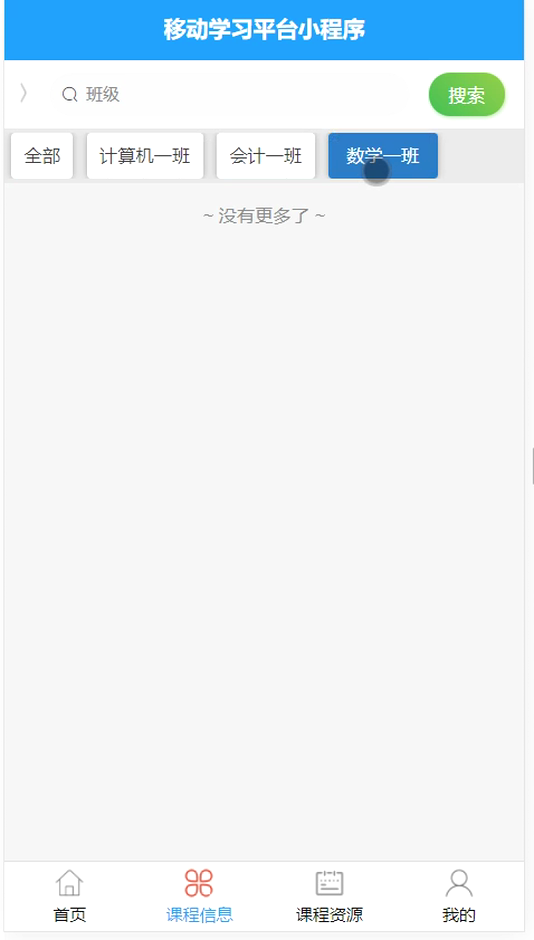 移动学习平台小程序
班级 搜索
全部 计算机一班 会计一班 数学一班
~ 没有更多了 ~
首页 课程信息 课程资源 我的